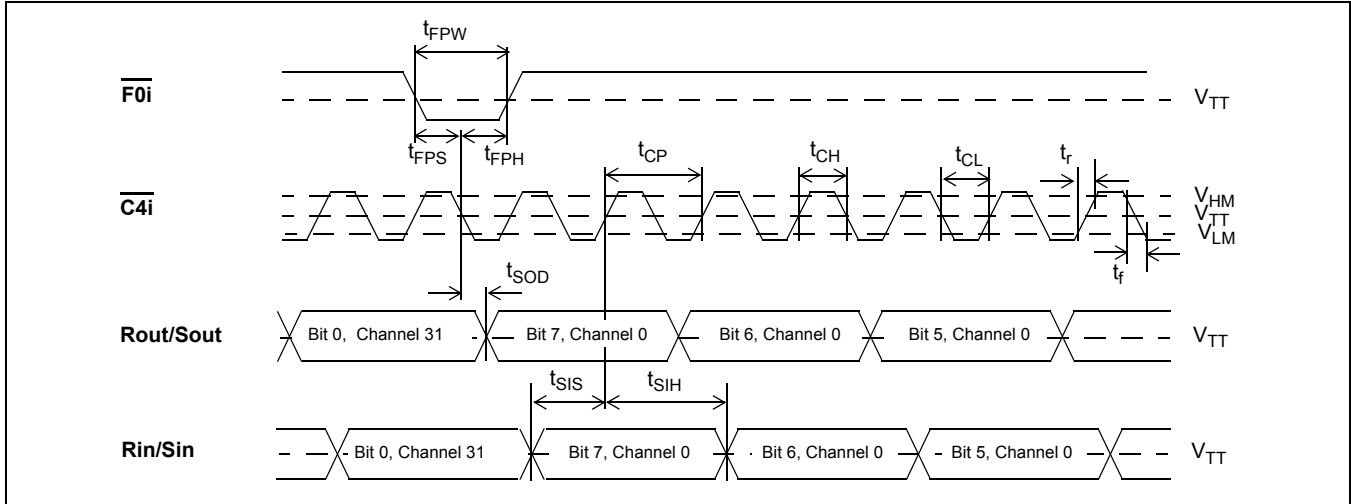 tFPW
F0i
VTT
tFPS
tFPH
tCP
tCH
tCL
tr
C4i
VHM
VTT
VLM
tf
tSOD
Rout/Sout
Bit 0, Channel 31
Bit 7, Channel 0
Bit 6, Channel 0
Bit 5, Channel 0
VTT
tSIS
tSIH
Rin/Sin
Bit 0, Channel 31
Bit 7, Channel 0
Bit 6, Channel 0
Bit 5, Channel 0
VTT